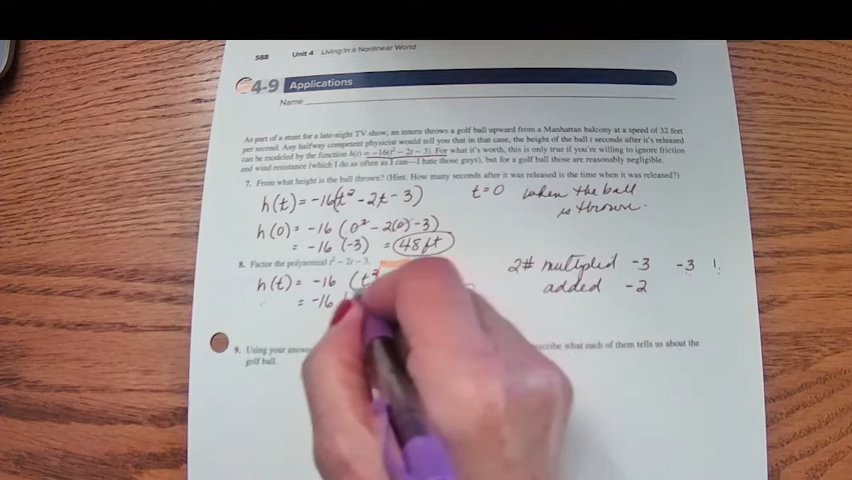 588 Unit 4 Living in a Nonlinear World
4-9 Applications
Name
As part of a stunt for a late-night TV show, an intern throws a golf ball upward from a Manhattan balcony at a speed of 32 feet
per second. Any halfway competent physicist would tell you that in that case, the height of the ball t seconds after it's released
can be modeled by the function h(t) = −16(t² − 2t − 3). For what it's worth, this is only true if you're willing to ignore friction
and wind resistance (which I do as often as I can—I hate those guys), but for a golf ball those are reasonably negligible.
7. From what height is the ball thrown? (Hint: How many seconds after it was released is the time when it was released?)
h(t) = -16(t² - 2t - 3) t=0 when the ball
is thrown.
h(0) = -16 (0² - 2(0) - 3)
= -16 (-3) = 48ft
8. Factor the polynomial t² − 2t − 3.
2# multiplied -3 -3 1
h(t) = -16 (t²
added -2
= -16 (
9. Using your answ scribe what each of them tells us about the
golf ball.